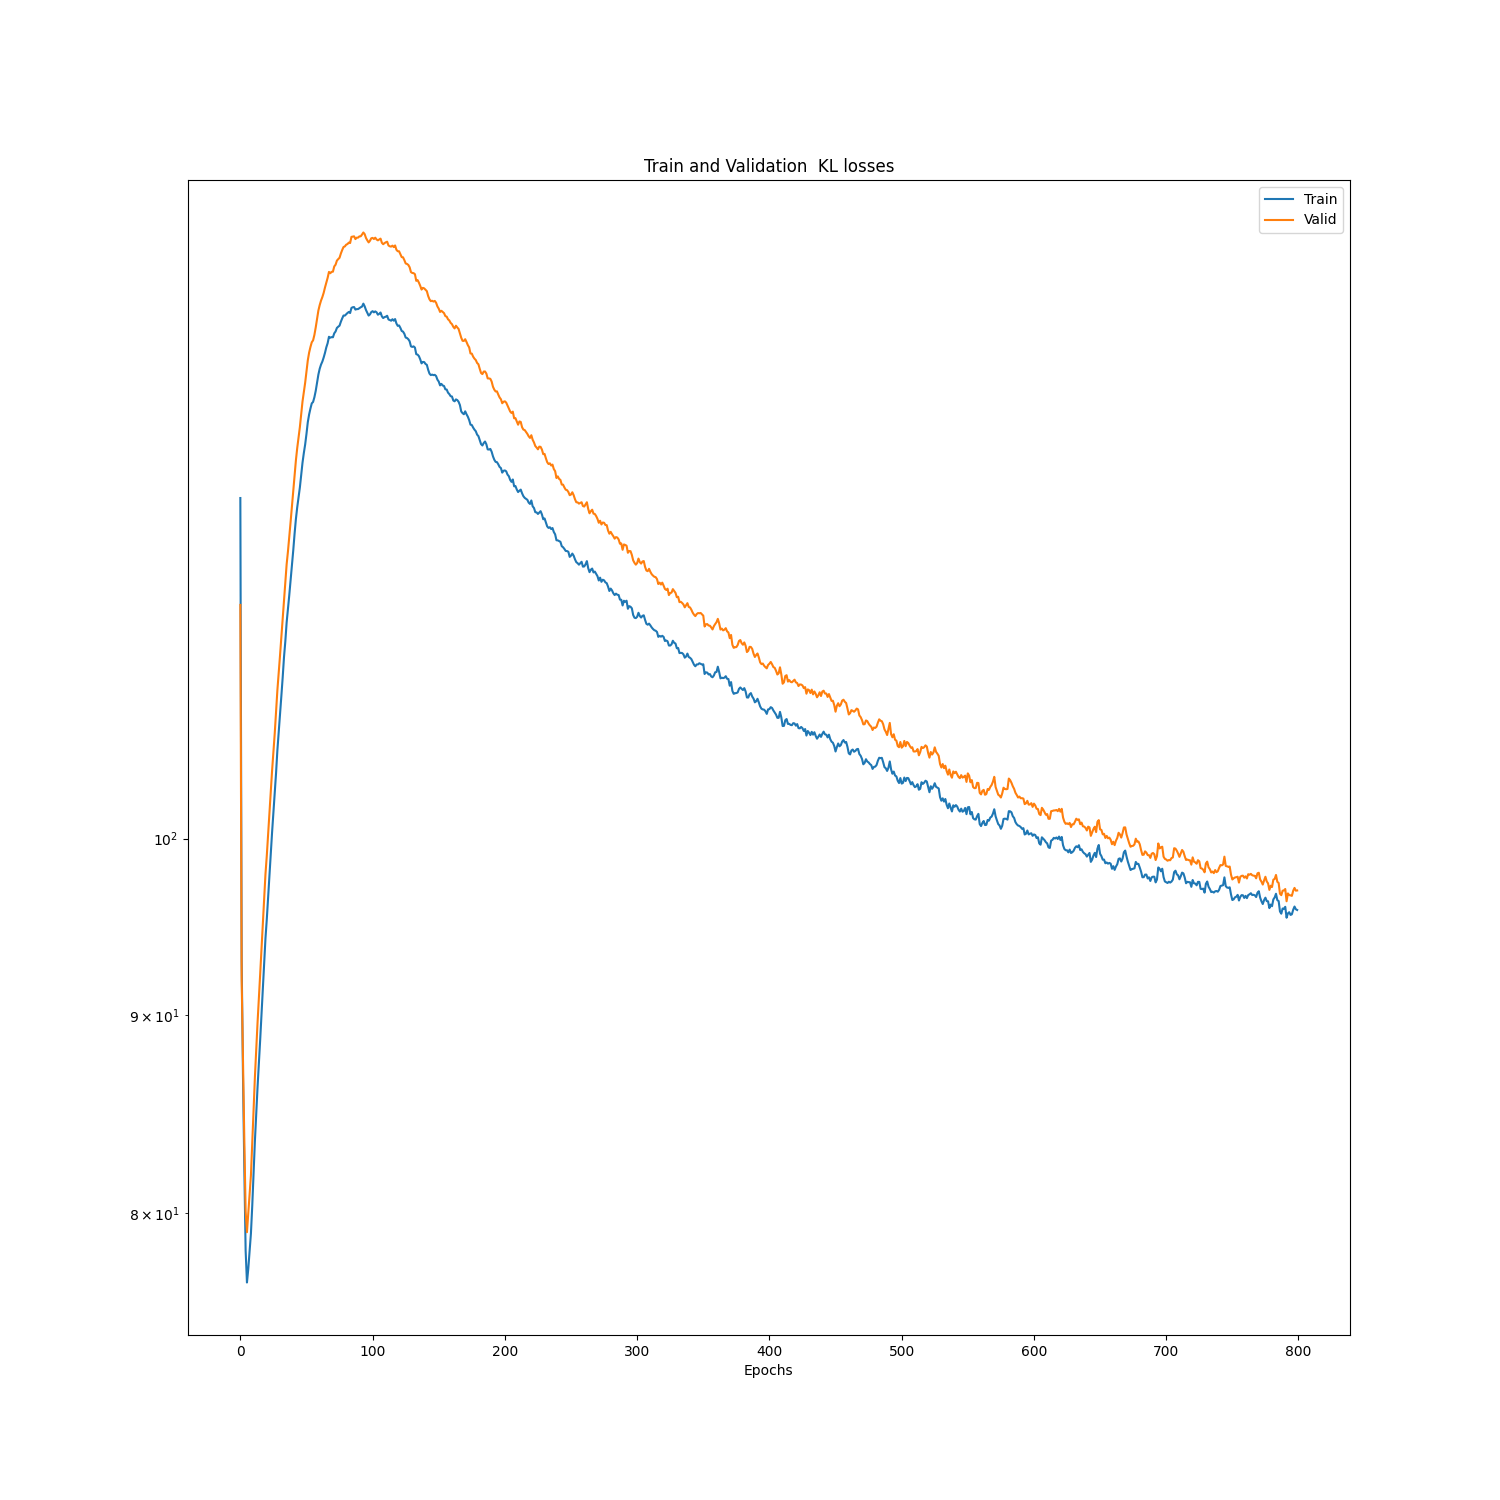 Train and Validation  KL losses
Train
Valid
10²
9 × 10¹
8 × 10¹
0 100 200 300 400 500 600 700 800
Epochs